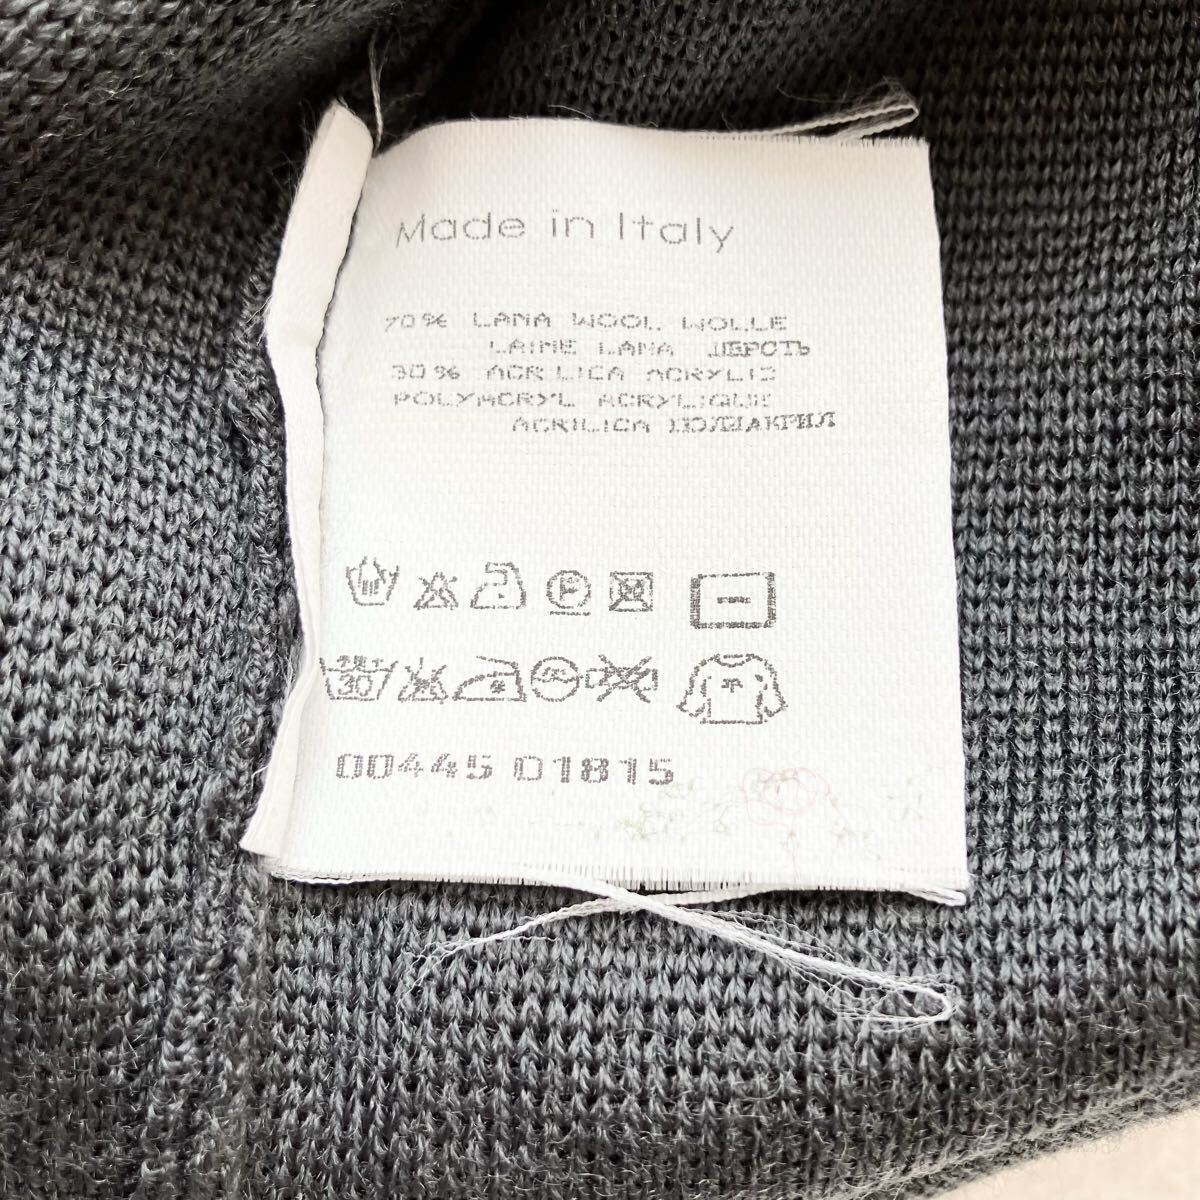 Made in Italy
70% LANA WOOL WOLLE
LAINE LANA ШЕРСТЬ
30% ACRILICA ACRYLIC
POLYACRYL ACRYLIQUE
ACRILICA ПОЛИАКРИЛ
F
30
00445 01815